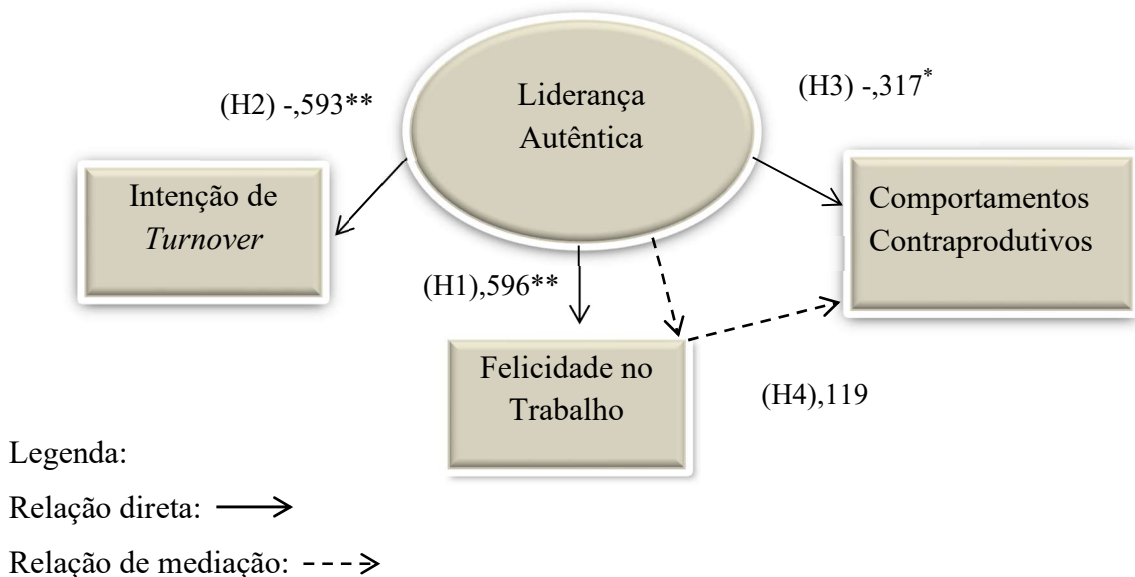 Liderança
Autêntica
(H2) -,593**
(H3) -,317*
Intenção de
Turnover
Comportamentos
Contraprodutivos
(H1),596**
Felicidade no
Trabalho
(H4),119
Legenda:
Relação direta:
Relação de mediação: